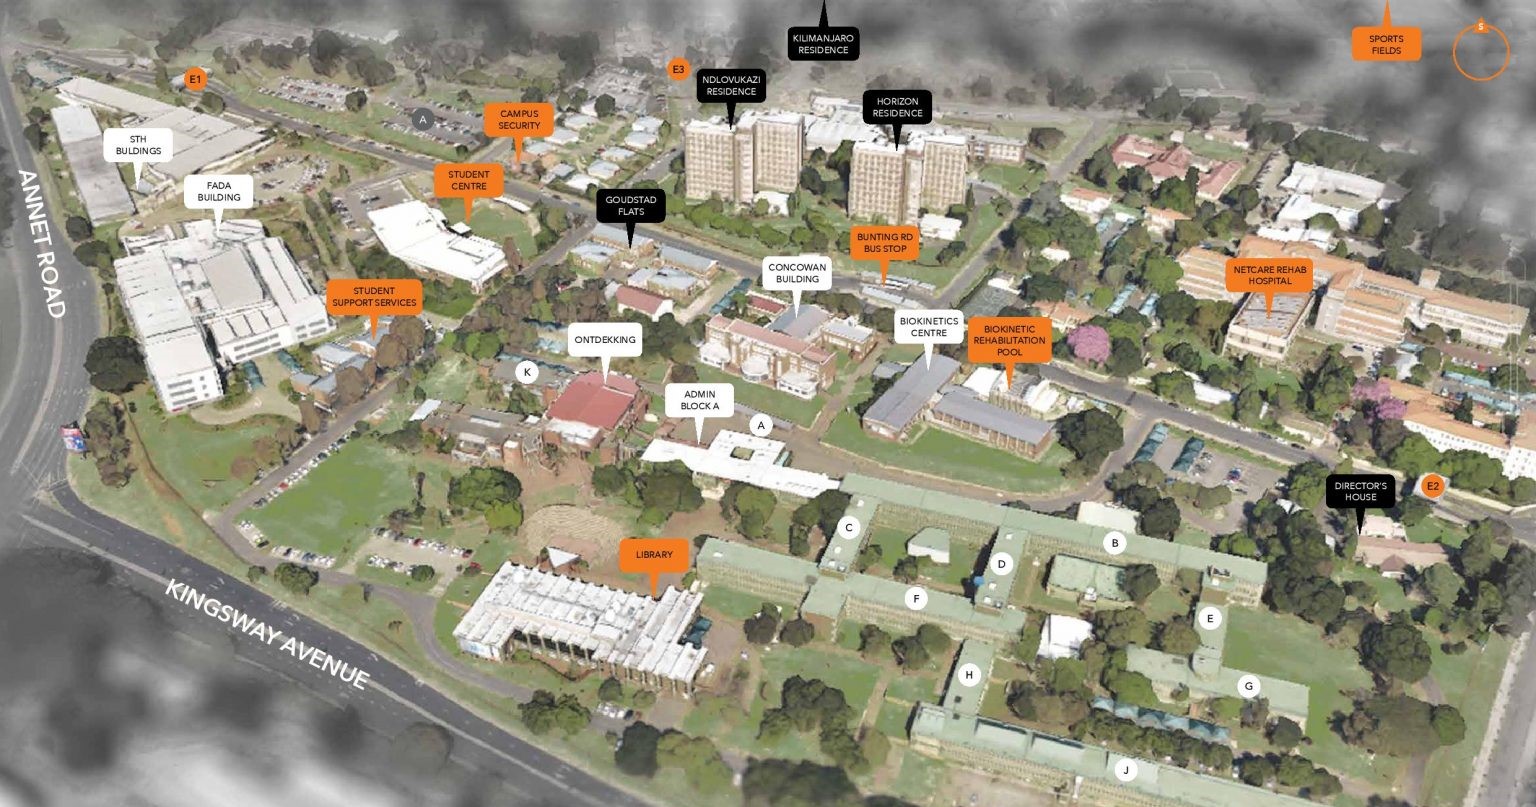 KILIMANJARO
RESIDENCE
SPORTS
FIELDS
S
E1
E3
NDLOVUKAZI
RESIDENCE
HORIZON
RESIDENCE
A
CAMPUS
SECURITY
STH
BULDINGS
FADA
BUILDING
STUDENT
CENTRE
GOUDSTAD
FLATS
ANNET ROAD
BUNTING RD
BUS STOP
CONCOWAN
BUILDING
NETCARE REHAB
HOSPITAL
STUDENT
SUPPORT SERVICES
BIOKINETICS
CENTRE
BIOKINETIC
REHABILITATION
POOL
ONTDEKKING
K
ADMIN
BLOCK A
A
DIRECTOR'S
HOUSE
E2
C
B
LIBRARY
D
F
KINGSWAY AVENUE
E
H
G
J